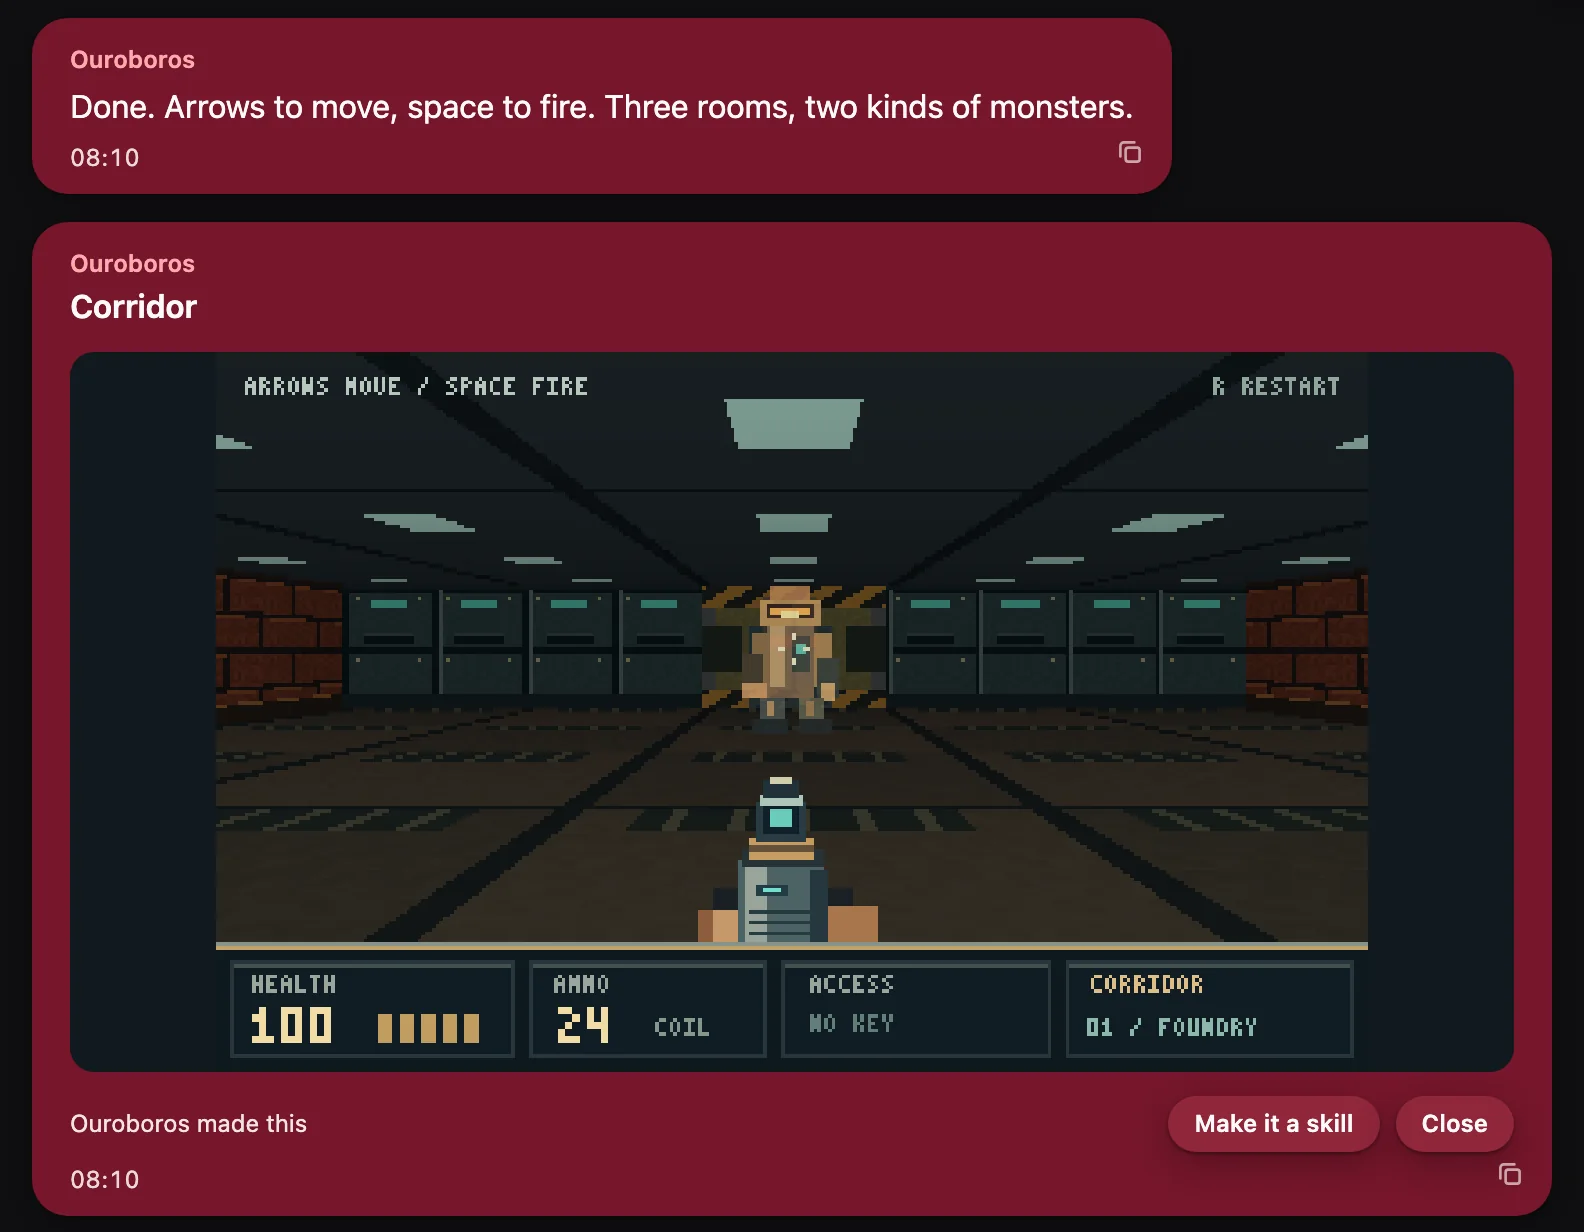 Ouroboros
Done. Arrows to move, space to fire. Three rooms, two kinds of monsters.
08:10
Ouroboros
Corridor
ARROWS MOVE / SPACE FIRE
R RESTART
HEALTH
100
AMMO
24 COIL
ACCESS
NO KEY
CORRIDOR
01 / FOUNDRY
Ouroboros made this
Make it a skill
Close
08:10